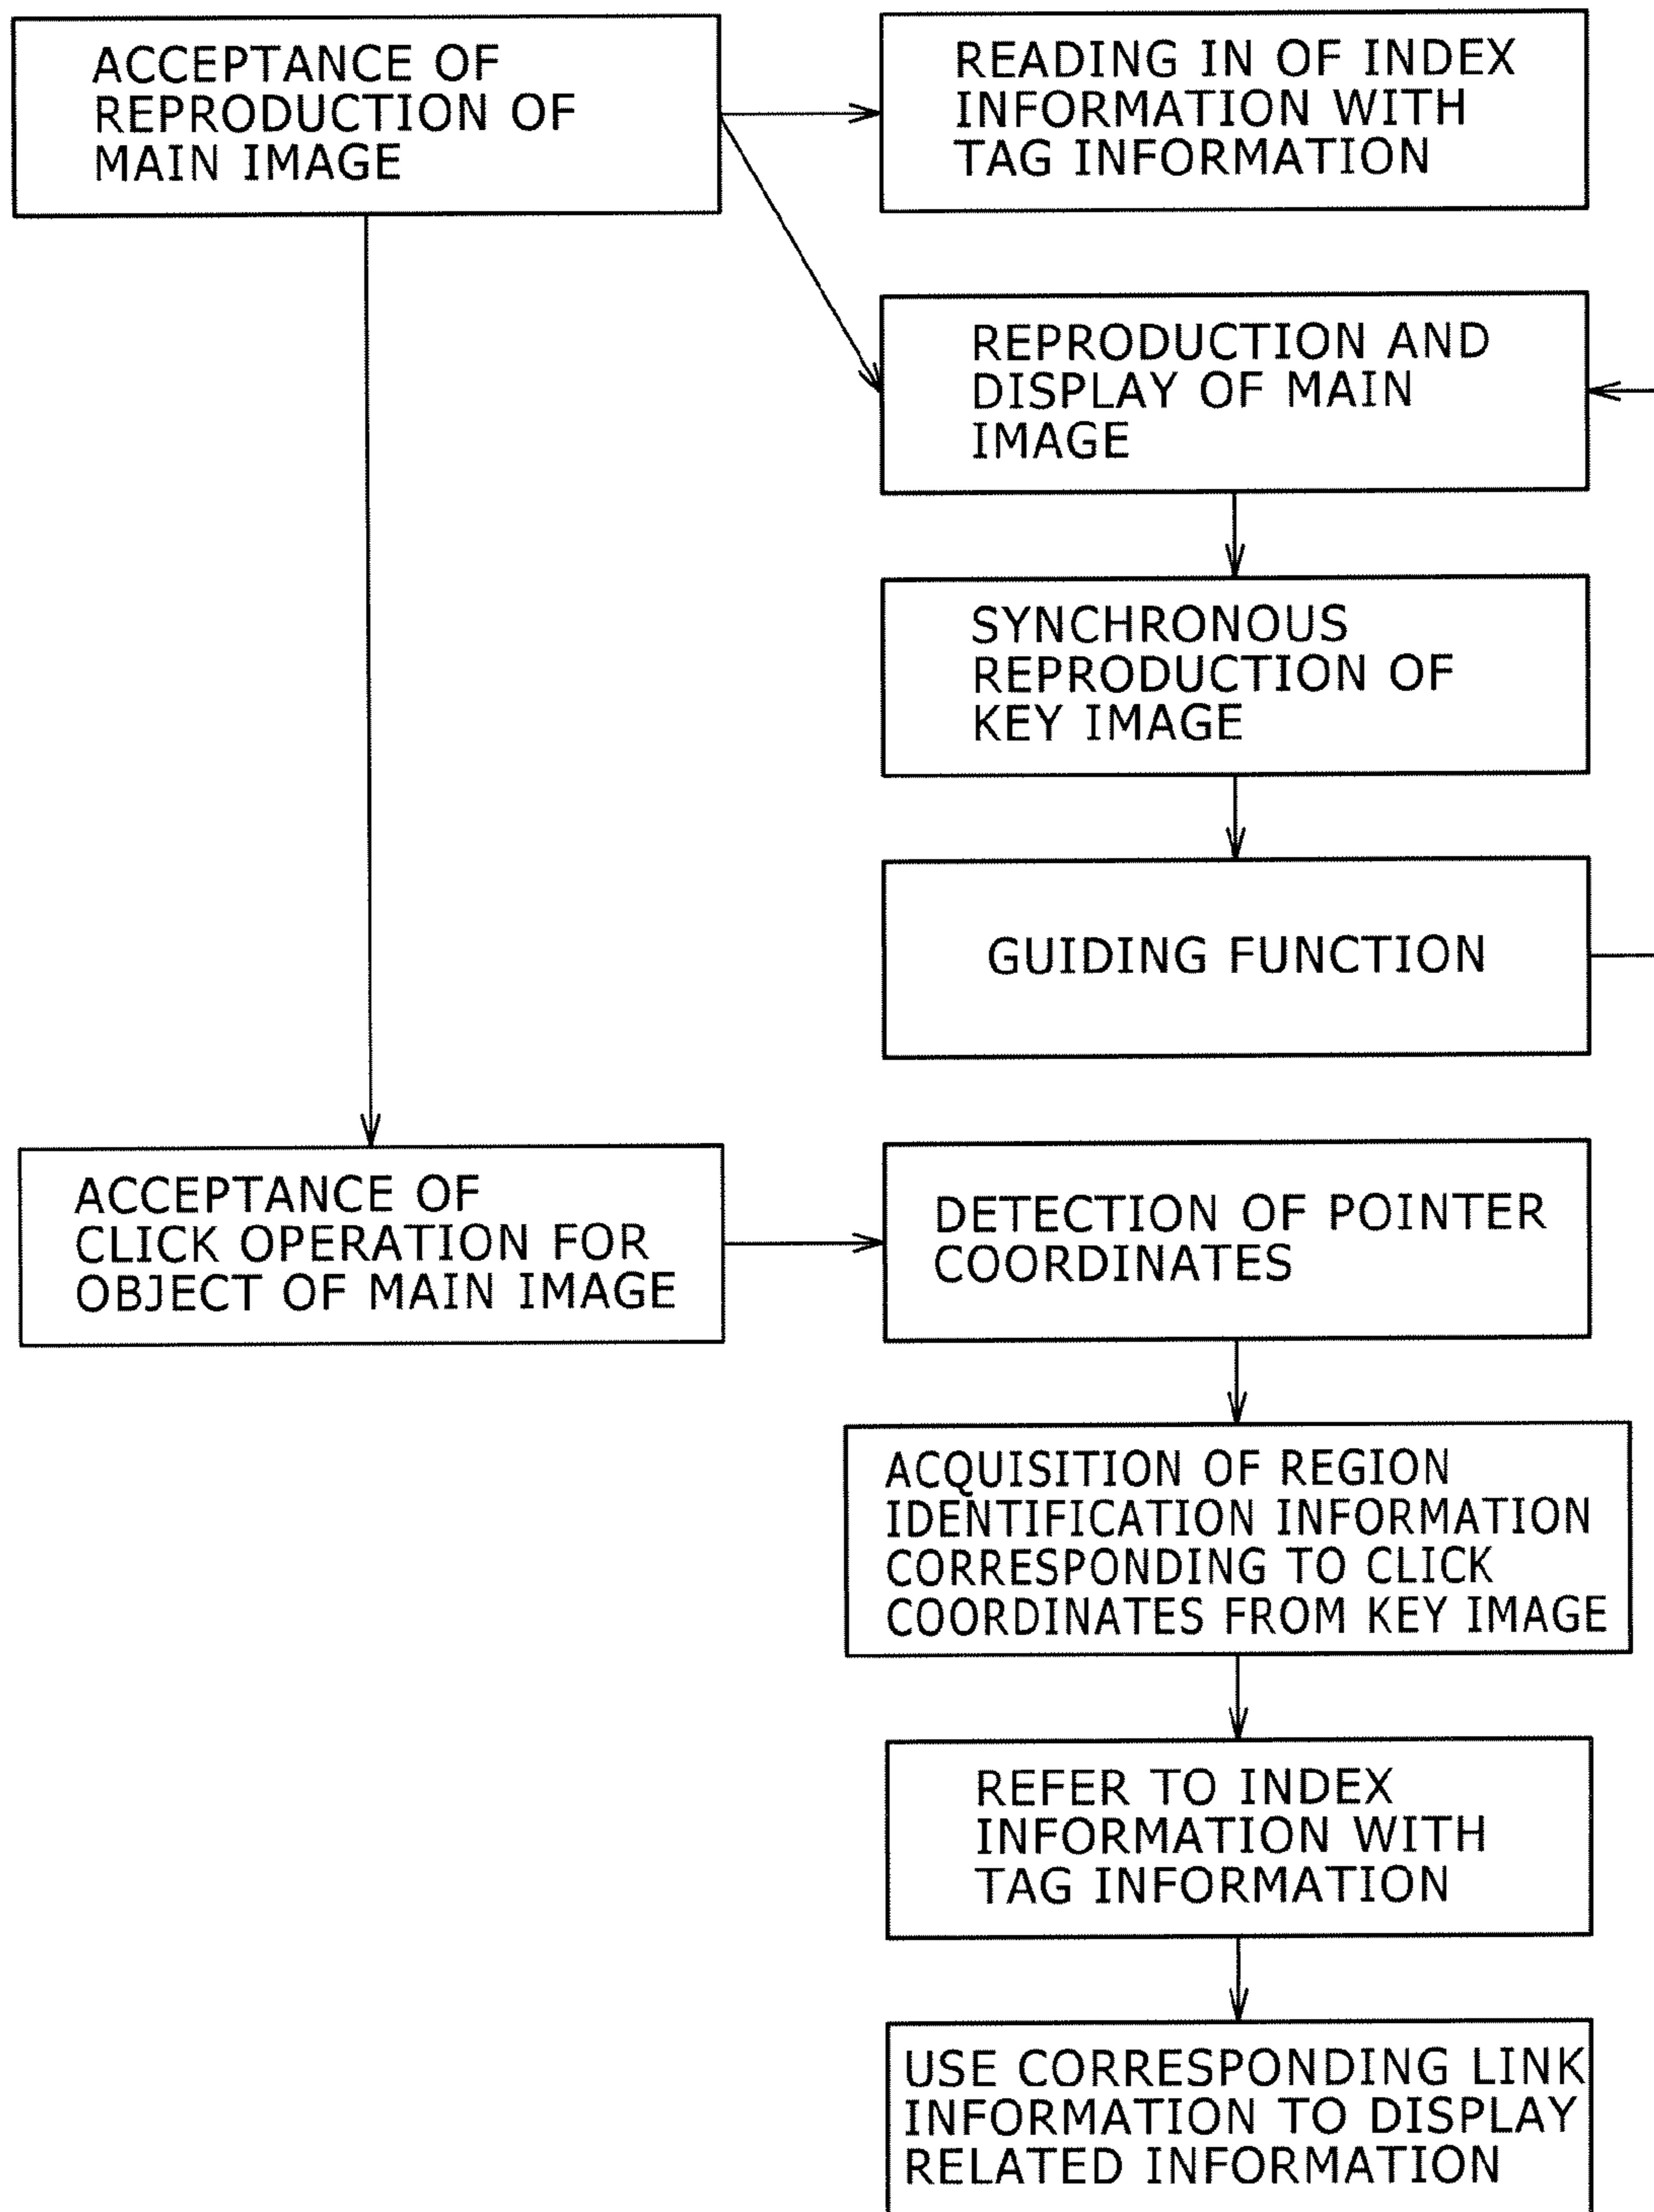 ACCEPTANCE OF
REPRODUCTION OF
MAIN IMAGE
READING IN OF INDEX
INFORMATION WITH
TAG INFORMATION
REPRODUCTION AND
DISPLAY OF MAIN
IMAGE
SYNCHRONOUS
REPRODUCTION OF
KEY IMAGE
GUIDING FUNCTION
ACCEPTANCE OF
CLICK OPERATION FOR
OBJECT OF MAIN IMAGE
DETECTION OF POINTER
COORDINATES
ACQUISITION OF REGION
IDENTIFICATION INFORMATION
CORRESPONDING TO CLICK
COORDINATES FROM KEY IMAGE
REFER TO INDEX
INFORMATION WITH
TAG INFORMATION
USE CORRESPONDING LINK
INFORMATION TO DISPLAY
RELATED INFORMATION